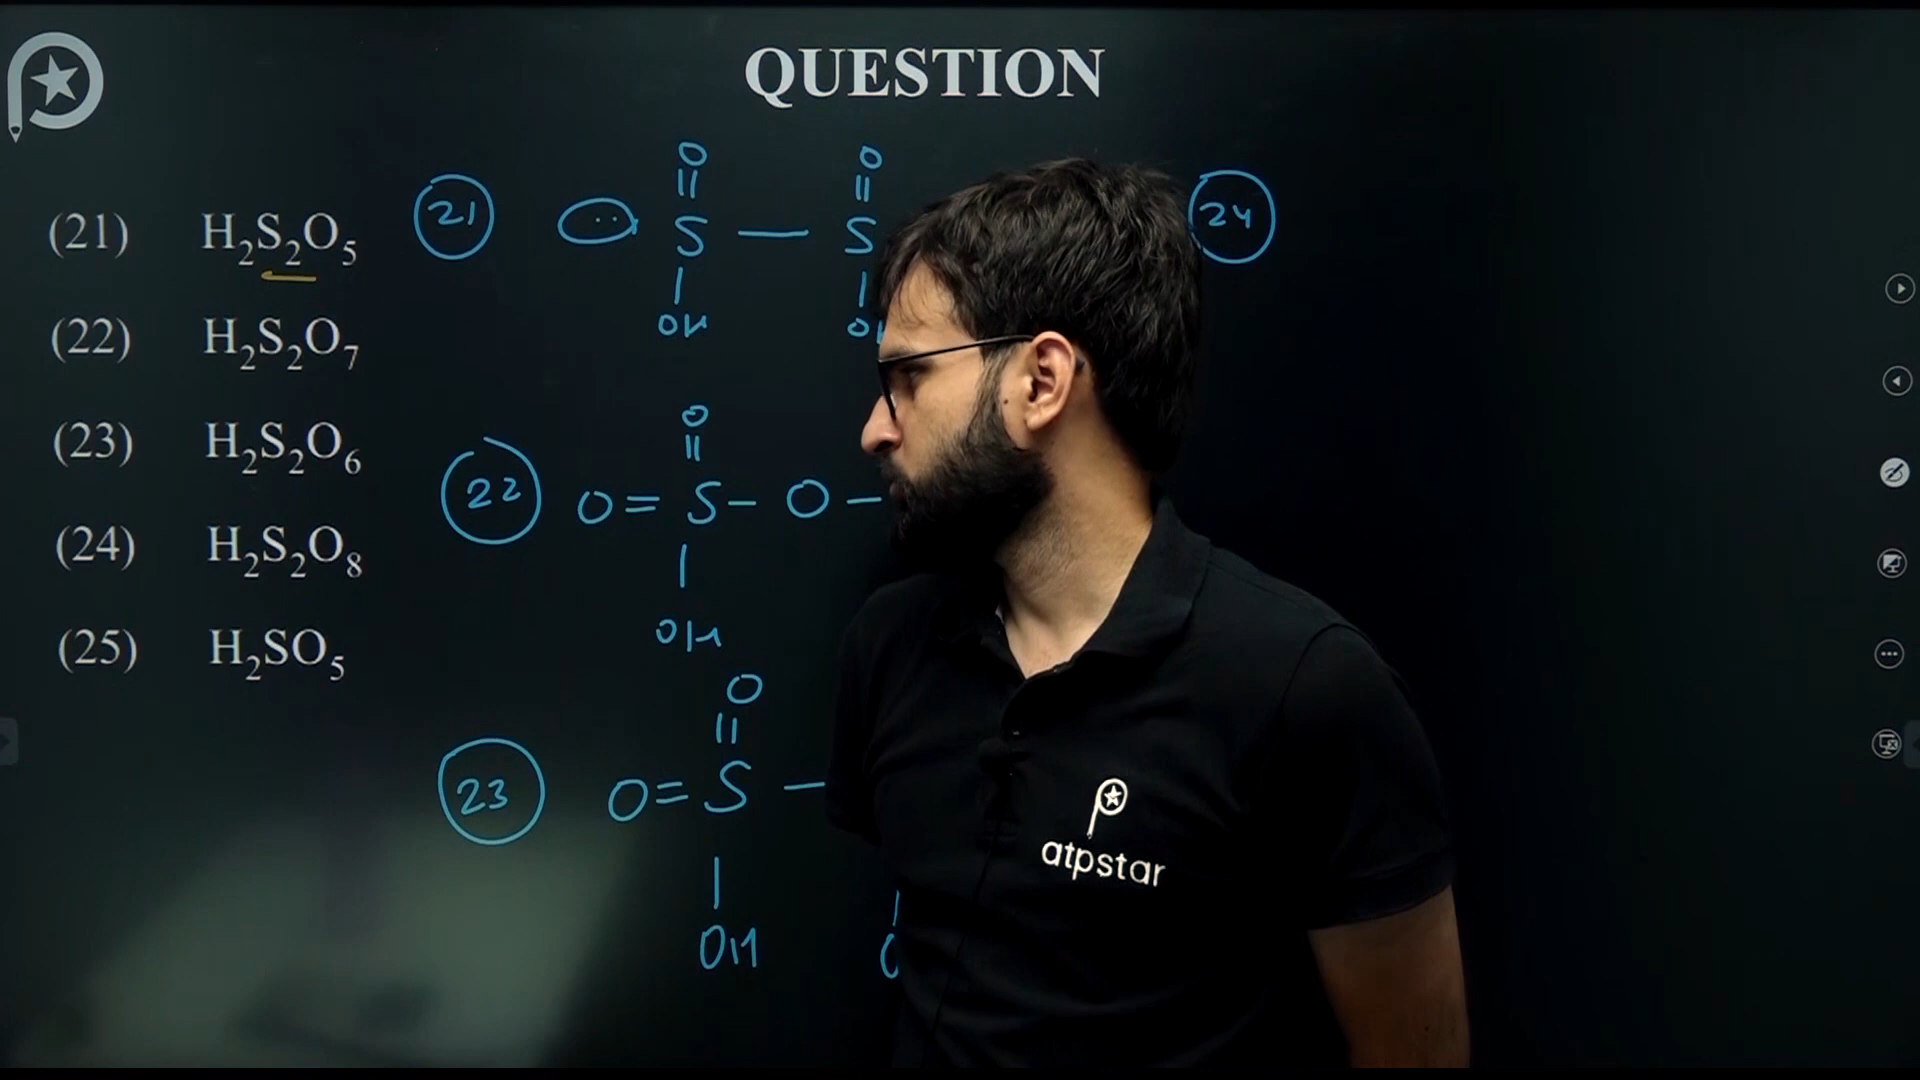 QUESTION
(21) H₂S₂O₅
(22) H₂S₂O₇
(23) H₂S₂O₆
(24) H₂S₂O₈
(25) H₂SO₅
21
O O
|| ||
S — S
| |
OH
22
O
||
O = S - O -
|
OH
23
O
||
O = S -
|
OH
24
atpstar